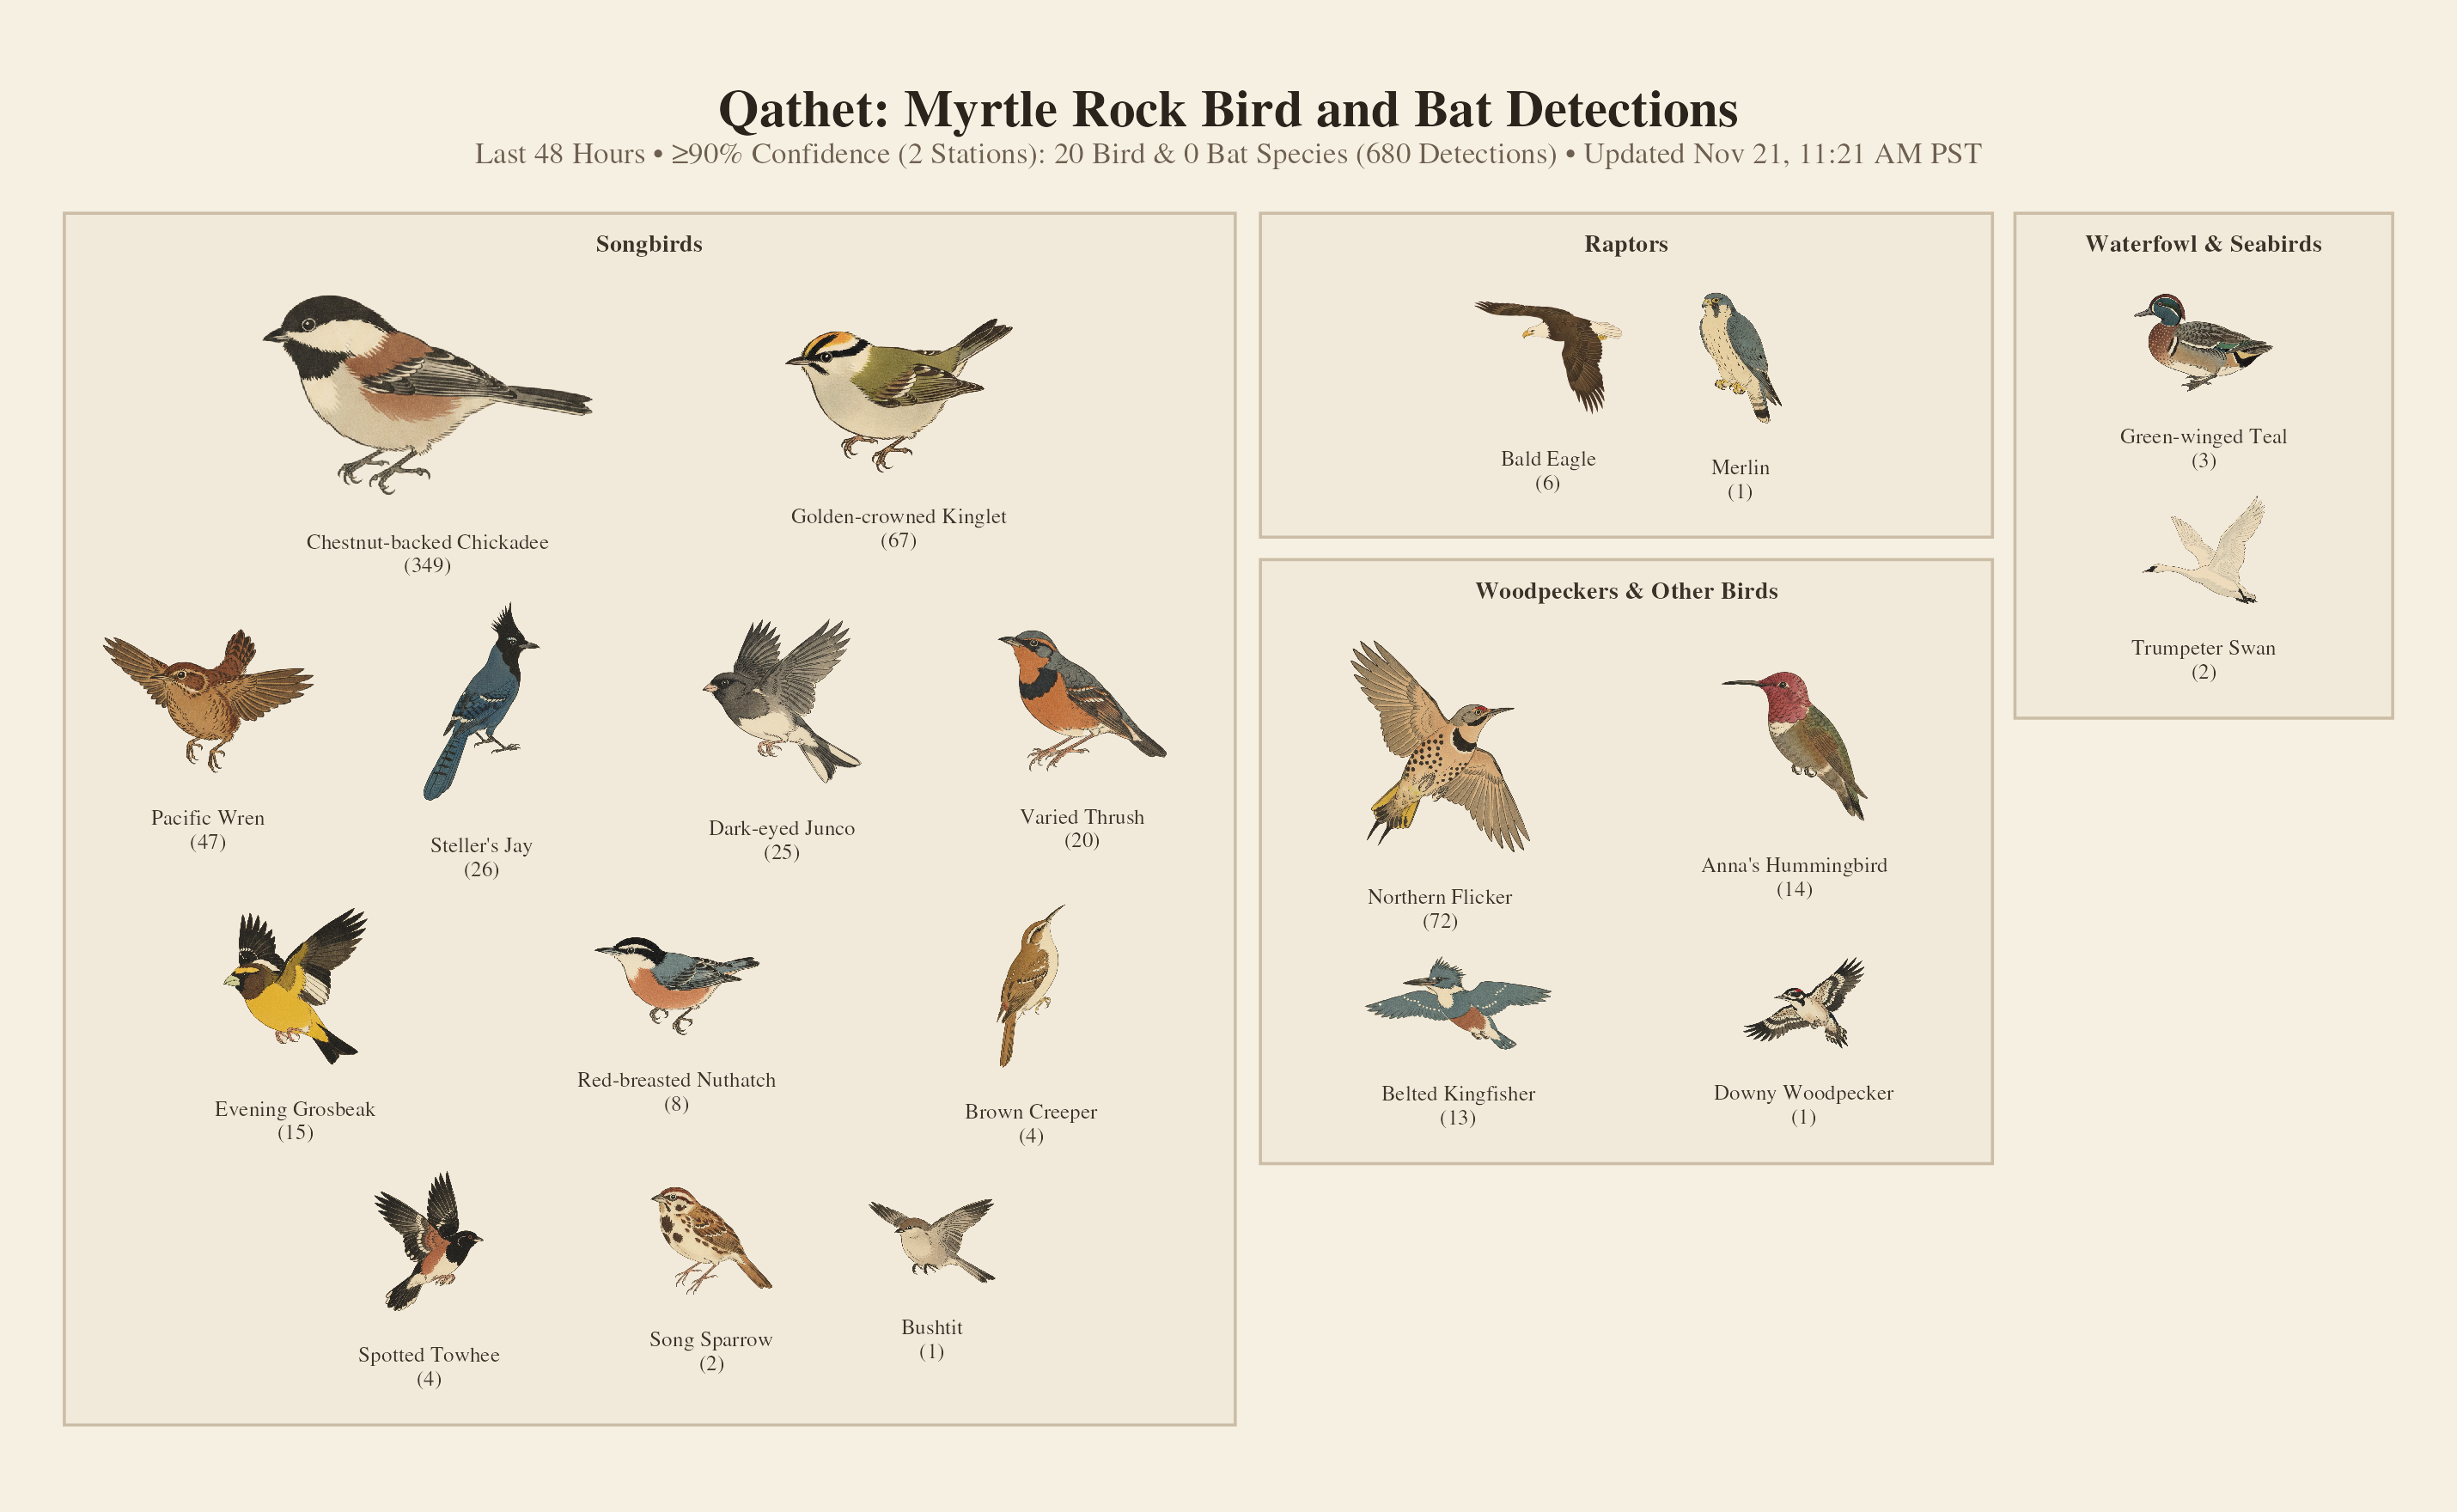 Qathet: Myrtle Rock Bird and Bat Detections
Last 48 Hours • ≥90% Confidence (2 Stations): 20 Bird & 0 Bat Species (680 Detections) • Updated Nov 21, 11:21 AM PST
Songbirds
Chestnut-backed Chickadee
(349)
Golden-crowned Kinglet
(67)
Pacific Wren
(47)
Steller's Jay
(26)
Dark-eyed Junco
(25)
Varied Thrush
(20)
Evening Grosbeak
(15)
Red-breasted Nuthatch
(8)
Brown Creeper
(4)
Spotted Towhee
(4)
Song Sparrow
(2)
Bushtit
(1)
Raptors
Bald Eagle
(6)
Merlin
(1)
Woodpeckers & Other Birds
Northern Flicker
(72)
Anna's Hummingbird
(14)
Belted Kingfisher
(13)
Downy Woodpecker
(1)
Waterfowl & Seabirds
Green-winged Teal
(3)
Trumpeter Swan
(2)